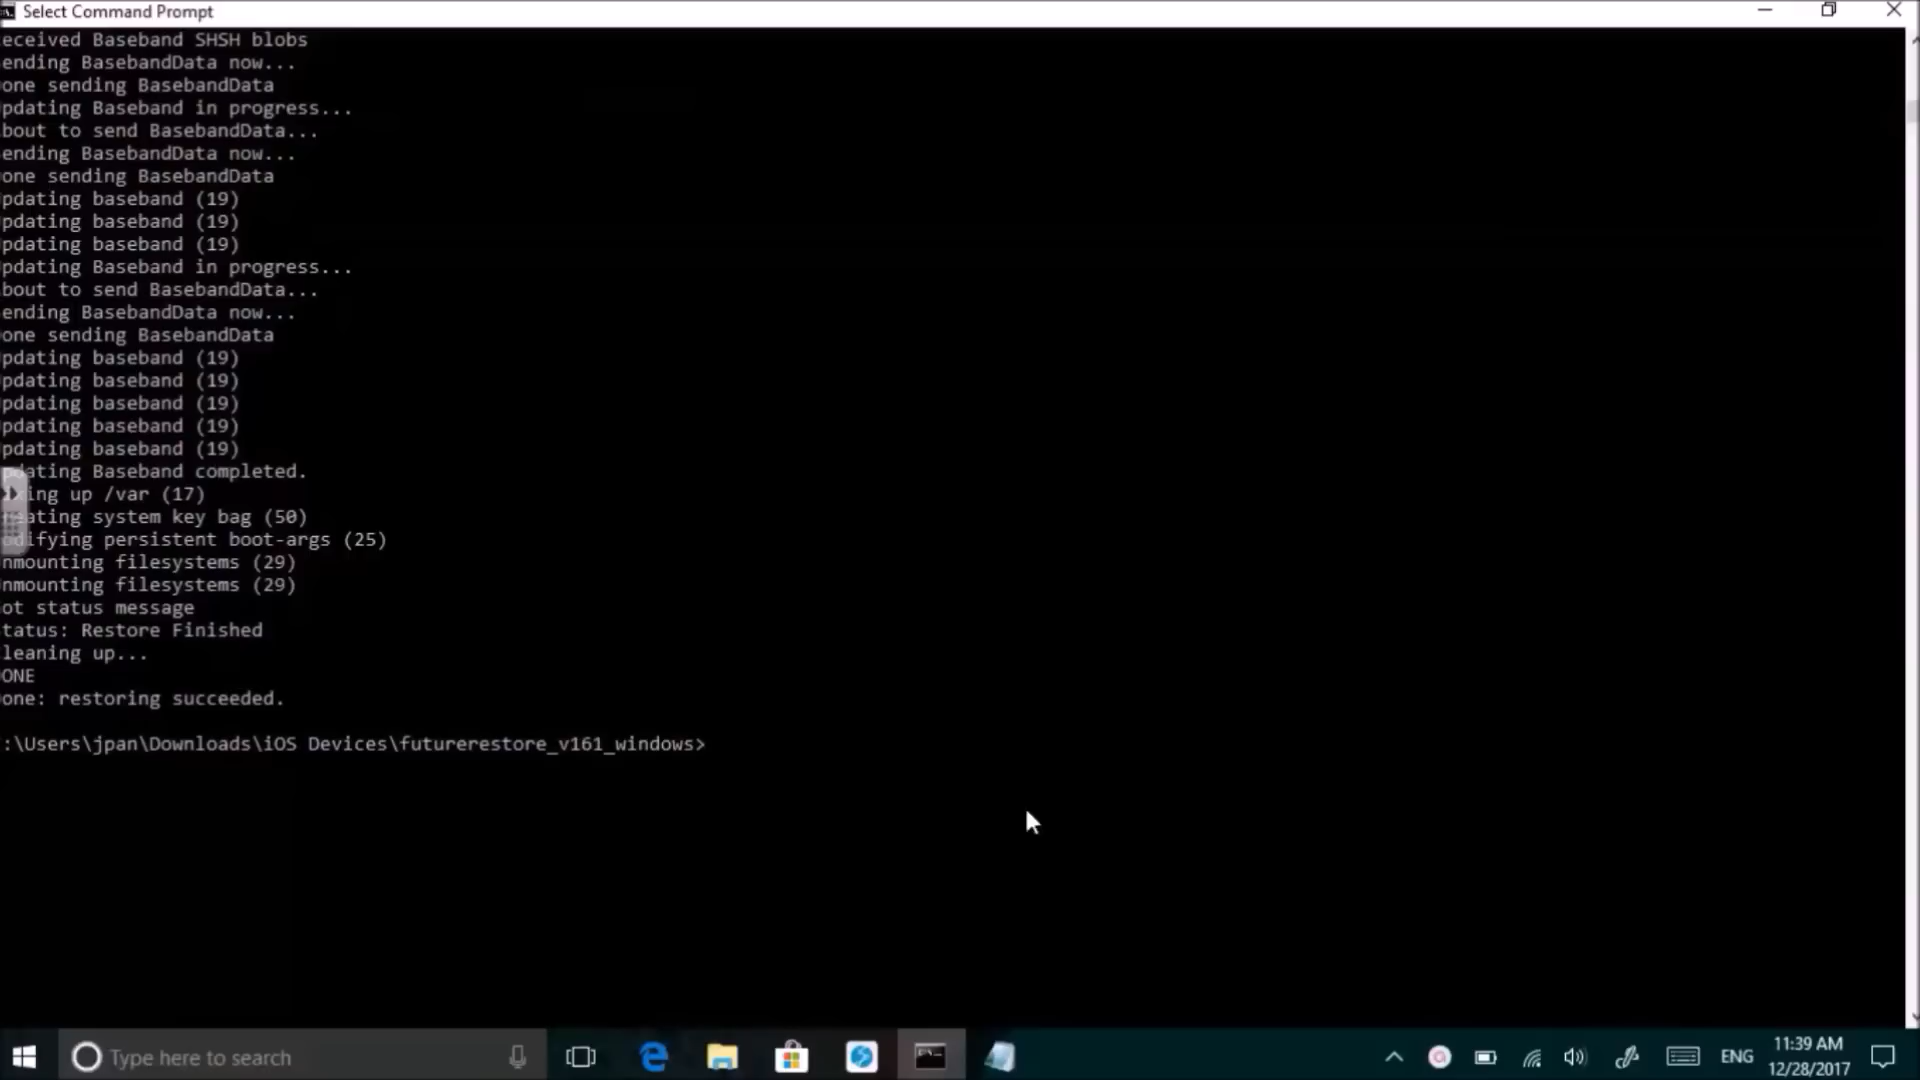 Select Command Prompt
eceived Baseband SHSH blobs
ending BasebandData now...
one sending BasebandData
pdating Baseband in progress...
bout to send BasebandData...
ending BasebandData now...
one sending BasebandData
pdating baseband (19)
pdating baseband (19)
pdating baseband (19)
pdating Baseband in progress...
bout to send BasebandData...
ending BasebandData now...
one sending BasebandData
pdating baseband (19)
pdating baseband (19)
pdating baseband (19)
pdating baseband (19)
pdating baseband (19)
pdating Baseband completed.
ing up /var (17)
eating system key bag (50)
odifying persistent boot-args (25)
nmounting filesystems (29)
nmounting filesystems (29)
ot status message
tatus: Restore Finished
leaning up...
ONE
one: restoring succeeded.
:\Users\jpan\Downloads\iOS Devices\futurerestore_v161_windows>
Type here to search
ENG
11:39 AM
12/28/2017